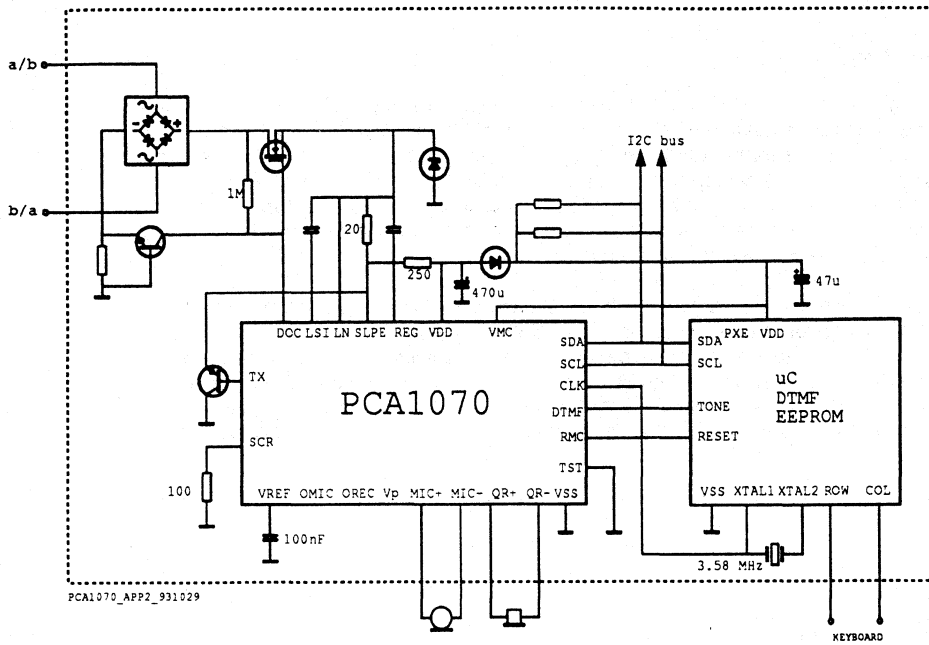 a/b
I2C bus
1M
b/a
20
250
470u
47u
DOC LSI LN SLPE REG VDD VMC
PXE VDD
SDA
SDA
SCL
SCL
CLK
uC
DTMF
EEPROM
TX
PCA1070
DTMF
TONE
RMC
RESET
SCR
TST
100
VREF OMIC OREC Vp MIC+ MIC- QR+ QR- VSS
VSS XTAL1 XTAL2 ROW COL
100nF
3.58 MHz
PCA1070_APP2_931029
KEYBOARD